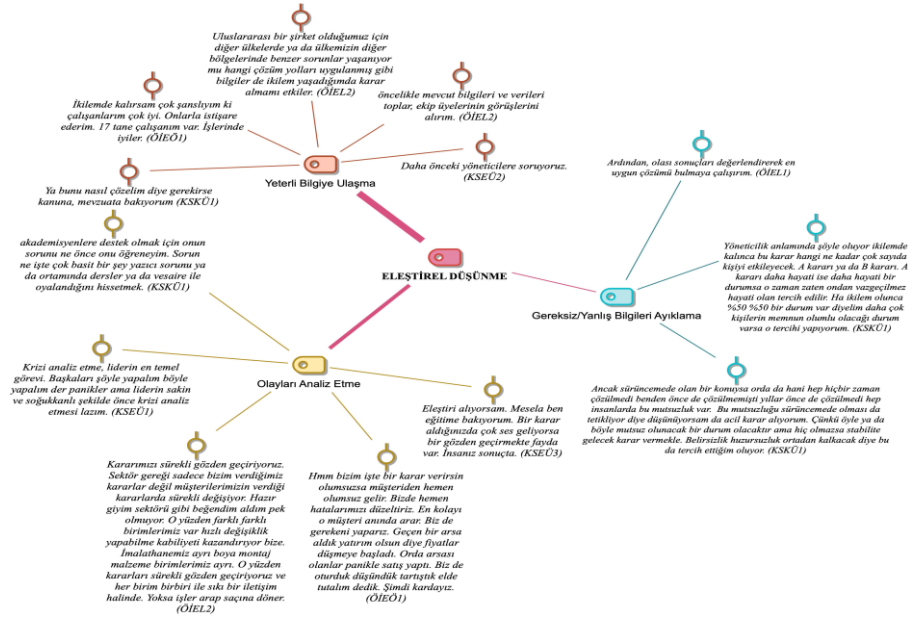 Uluslararası bir şirket olduğumuz için
diğer ülkelerde ya da ülkemizin diğer
bölgelerinde benzer sorunlar yaşanıyor
mu hangi çözüm yolları uygulanmış gibi
bilgiler de ikilem yaşadığımda karar
almamı etkiler. (ÖİEL2)
İkilemde kalırsam çok şanslıyım ki
çalışanlarım çok iyi. Onlarla istişare
ederim. 17 tane çalışanım var. İşlerinde
iyiler. (ÖİEÖ1)
öncelikle mevcut bilgileri ve verileri
toplar, ekip üyelerinin görüşlerini
alırım. (ÖİEL2)
Daha önceki yöneticilere soruyoruz.
(KSEÜ2)
Yeterli Bilgiye Ulaşma
Ya bunu nasıl çözelim diye gerekirse
kanuna, mevzuata bakıyorum (KSKÜ1)
Ardından, olası sonuçları değerlendirerek en
uygun çözümü bulmaya çalışırım. (ÖİEL1)
akademisyenlere destek olmak için onun
sorunu ne önce onu öğreneyim. Sorun
ne işte çok basit bir şey yazıcı sorunu ya
da ortamında dersler ya da vesaire ile
oyalandığını hissetmek. (KSKÜ1)
ELEŞTİREL DÜŞÜNME
Yöneticilik anlamında şöyle oluyor ikilemde
kalınca bu karar hangi ne kadar çok sayıda
kişiyi etkileyecek. A kararı ya da B kararı. A
kararı daha hayati ise daha hayati bir
durumsa o zaman zaten ondan vazgeçilmez
hayati olan tercih edilir. Ha ikilem olunca
%50 %50 bir durum var diyelim daha çok
kişilerin memnun olumlu olacağı durum
varsa o tercihi yapıyorum. (KSKÜ1)
Gereksiz/Yanlış Bilgileri Ayıklama
Olayları Analiz Etme
Krizi analiz etme, liderin en temel
görevi. Başkaları şöyle yapalım böyle
yapalım der panikler ama liderin sakin
ve soğukkanlı şekilde önce krizi analiz
etmesi lazım. (KSEÜ1)
Eleştiri alıyorsam. Mesela ben
eğitime bakıyorum. Bir karar
aldığınızda çok ses geliyorsa
bir gözden geçirmekte fayda
var. İnsanız sonuçta. (KSEÜ3)
Ancak sürüncemede olan bir konuysa orda da hani hep hiçbir zaman
çözülmedi benden önce de çözülmemişti yıllar önce de çözülmedi hep
insanlarda bu mutsuzluk var. Bu mutsuzluğu sürüncemede olması da
tetikliyor diye düşünüyorsam da acil karar alıyorum. Çünkü öyle ya da
böyle mutsuz olunacak bir durum olacaktır ama hiç olmazsa stabilite
gelecek karar vermekle. Belirsizlik huzursuzluk ortadan kalkacak diye bu
da tercih ettiğim oluyor. (KSKÜ1)
Kararımızı sürekli gözden geçiriyoruz.
Sektör gereği sadece bizim verdiğimiz
kararlar değil müşterilerimizin verdiği
kararlarda sürekli değişiyor. Hazır
giyim sektörü gibi beğendim aldım pek
olmuyor. O yüzden farklı farklı
birimlerimiz var hızlı değişiklik
yapabilme kabiliyeti kazandırıyor bize.
İmalathanemiz ayrı boya montaj
malzeme birimlerimiz ayrı. O yüzden
kararları sürekli gözden geçiriyoruz ve
her birim birbiri ile sıkı bir iletişim
halinde. Yoksa işler arap saçına döner.
(ÖİEL2)
Hmm bizim işte bir karar verirsin
olumsuzsa müşteriden hemen
olumsuz gelir. Bizde hemen
hatalarımızı düzeltiriz. En kolayı
o müşteri anında arar. Biz de
gerekeni yaparız. Geçen bir arsa
aldık yatırım olsun diye fiyatlar
düşmeye başladı. Orda arsası
olanlar panikle satış yaptı. Biz de
oturduk düşündük tartıştık elde
tutalım dedik. Şimdi kardayız.
(ÖİEÖ1)